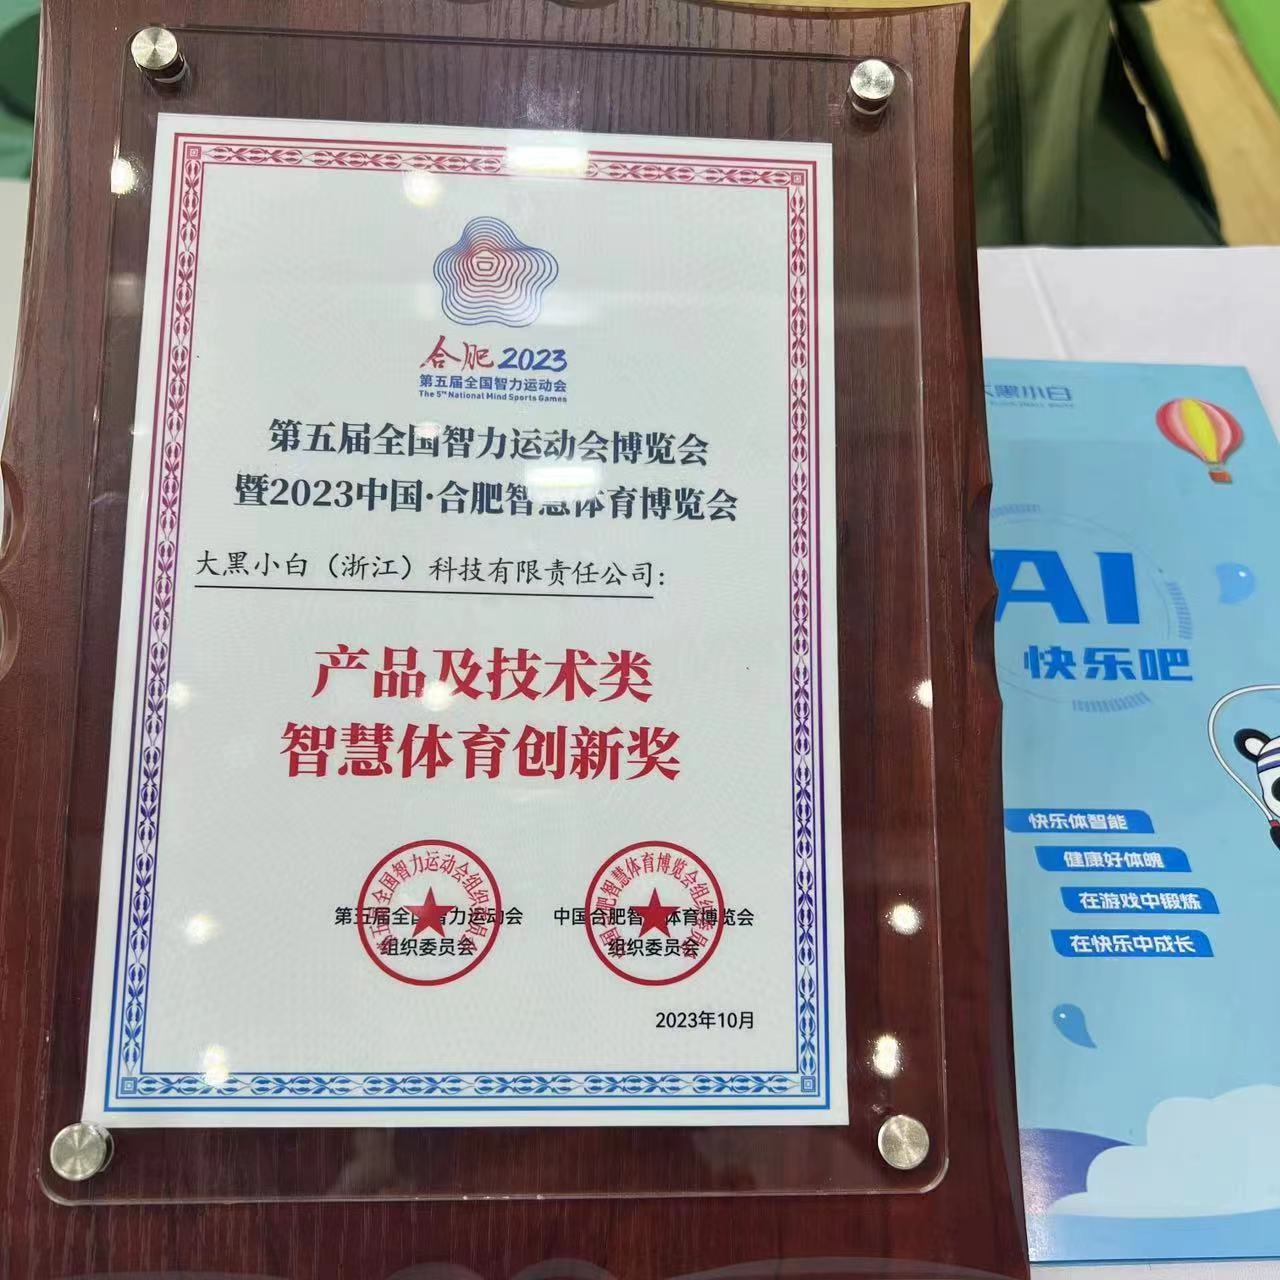 合肥2023
第五届全国智力运动会
The 5th National Mind Sports Games
第五届全国智力运动会博览会
暨2023中国·合肥智慧体育博览会
大黑小白（浙江）科技有限责任公司:
产品及技术类
智慧体育创新奖
第五届全国智力运动会
组织委员会
中国合肥智慧体育博览会
组织委员会
2023年10月
大黑小白
AI
快乐吧
快乐体智能
健康好体魄
在游戏中锻炼
在快乐中成长